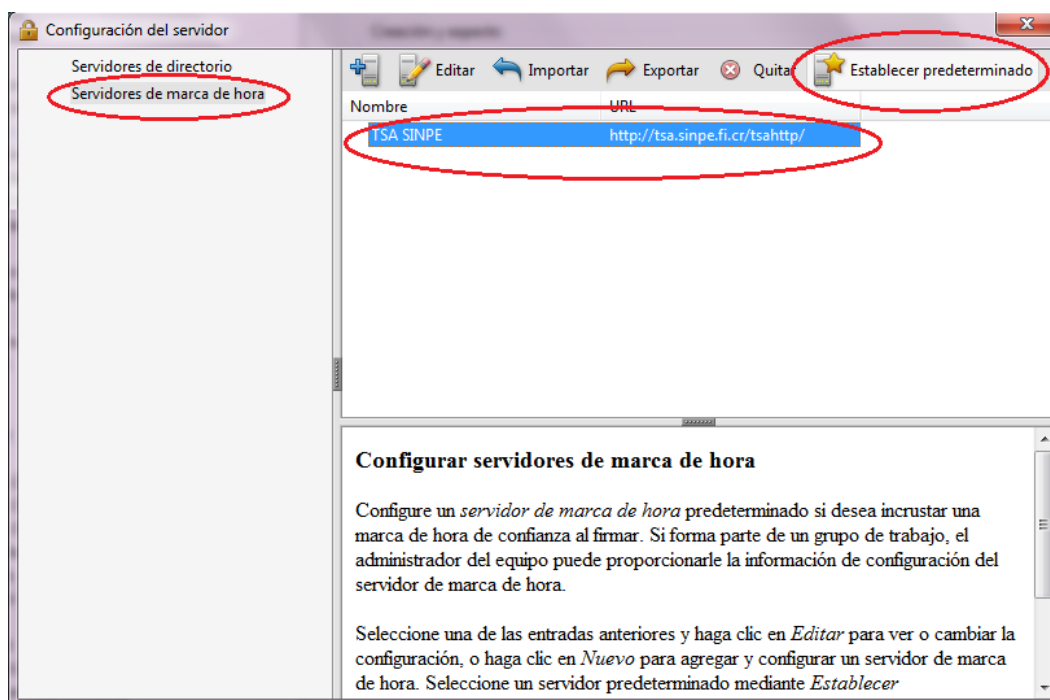 Configuración del servidor
Servidores de directorio
Servidores de marca de hora
Editar Importar Exportar Quitar Establecer predeterminado
Nombre URL
TSA SINPE http://tsa.sinpe.fi.cr/tsahttp/
Configurar servidores de marca de hora
Configure un servidor de marca de hora predeterminado si desea incrustar una
marca de hora de confianza al firmar. Si forma parte de un grupo de trabajo, el
administrador del equipo puede proporcionarle la información de configuración del
servidor de marca de hora.
Seleccione una de las entradas anteriores y haga clic en Editar para ver o cambiar la
configuración, o haga clic en Nuevo para agregar y configurar un servidor de marca
de hora. Seleccione un servidor predeterminado mediante Establecer